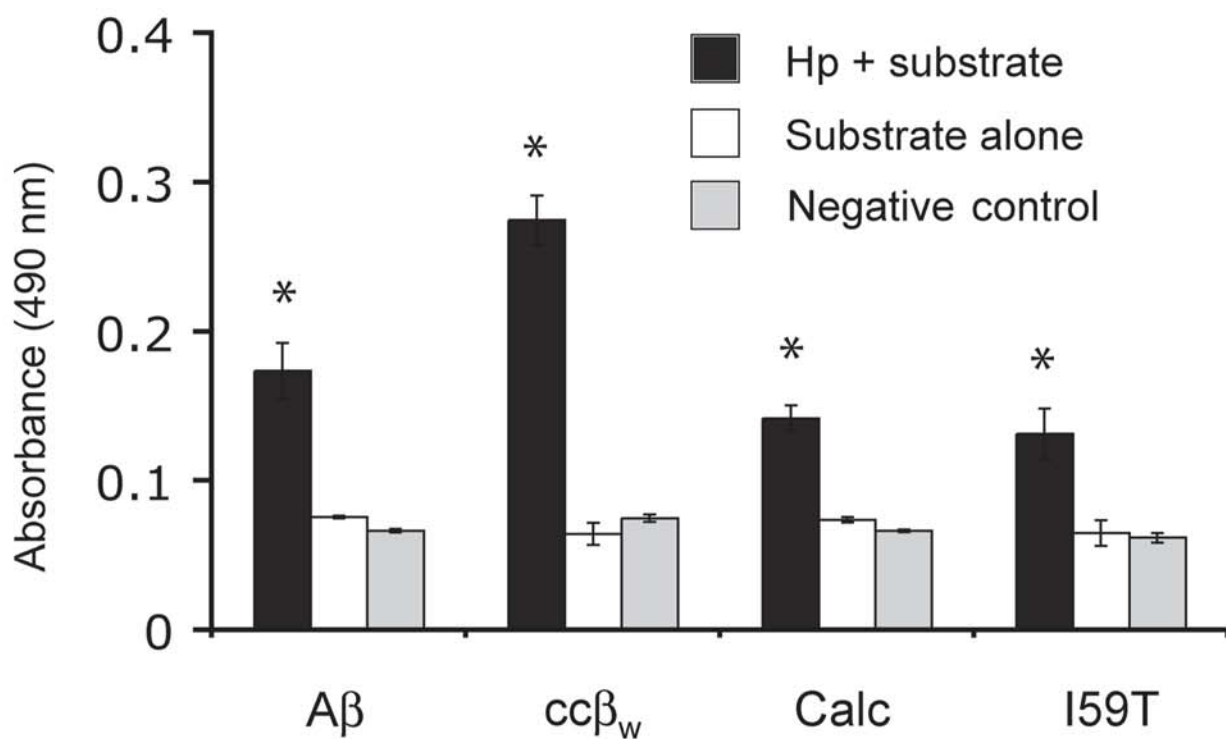 Absorbance (490 nm)
0.4
0.3
0.2
0.1
0
Hp + substrate
Substrate alone
Negative control
*
*
*
*
Aβ
ccβw
Calc
I59T